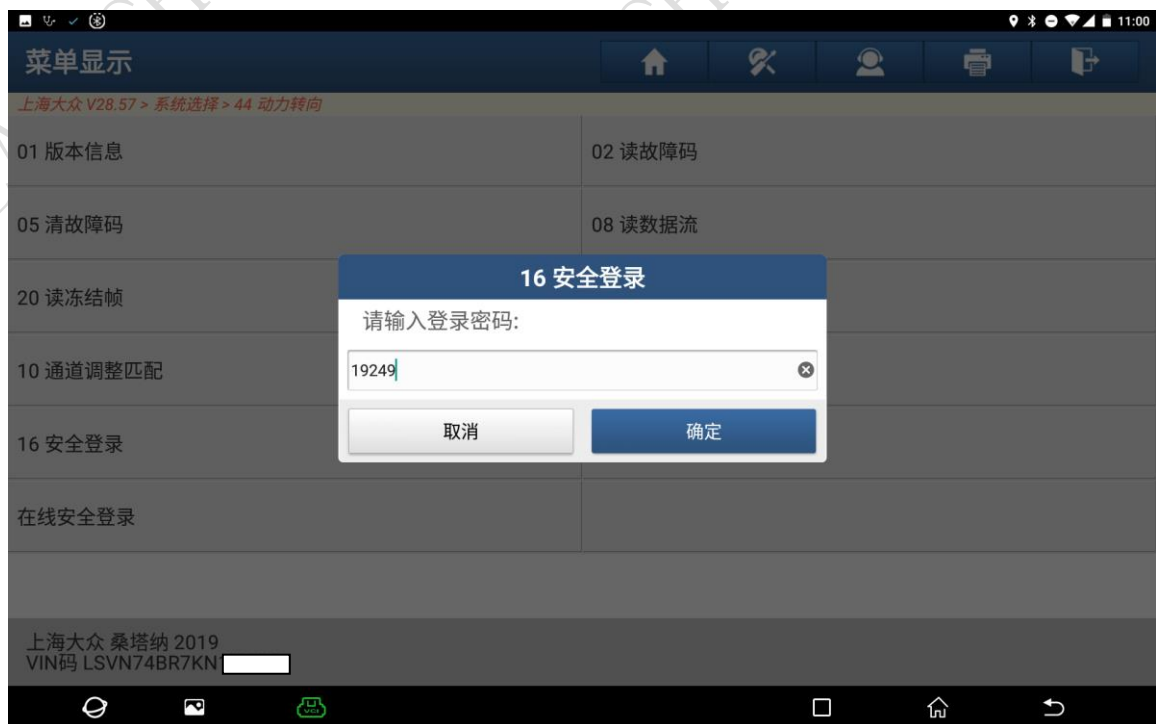 11:00
菜单显示
上海大众 V28.57 > 系统选择 > 44 动力转向
01 版本信息
02 读故障码
05 清故障码
08 读数据流
16 安全登录
20 读冻结帧
请输入登录密码:
10 通道调整匹配
19249
取消
确定
16 安全登录
在线安全登录
上海大众 桑塔纳 2019
VIN码 LSVN74BR7KN
VCI